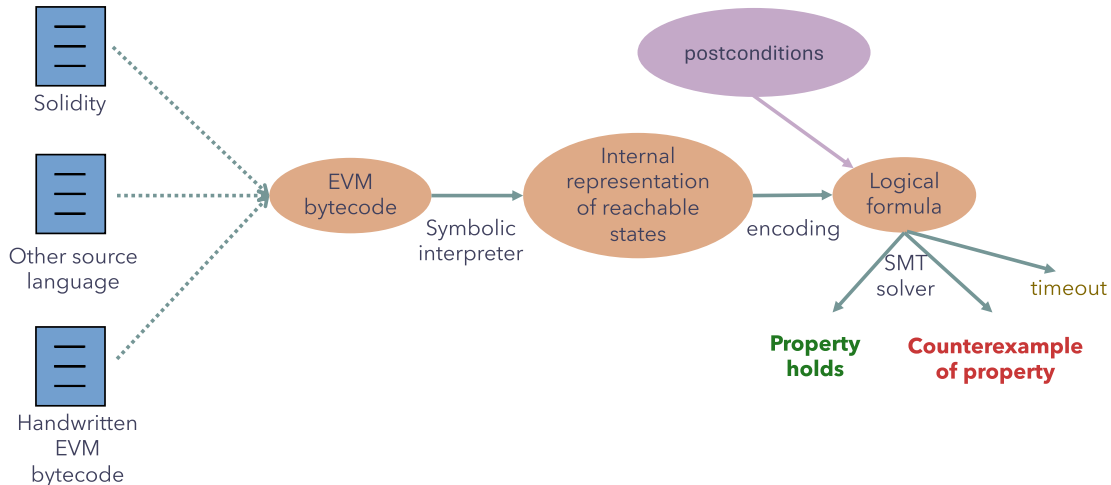 Solidity
Other source
language
Handwritten
EVM
bytecode
EVM
bytecode
Symbolic
interpreter
Internal
representation
of reachable
states
encoding
postconditions
Logical
formula
SMT
solver
timeout
Property
holds
Counterexample
of property